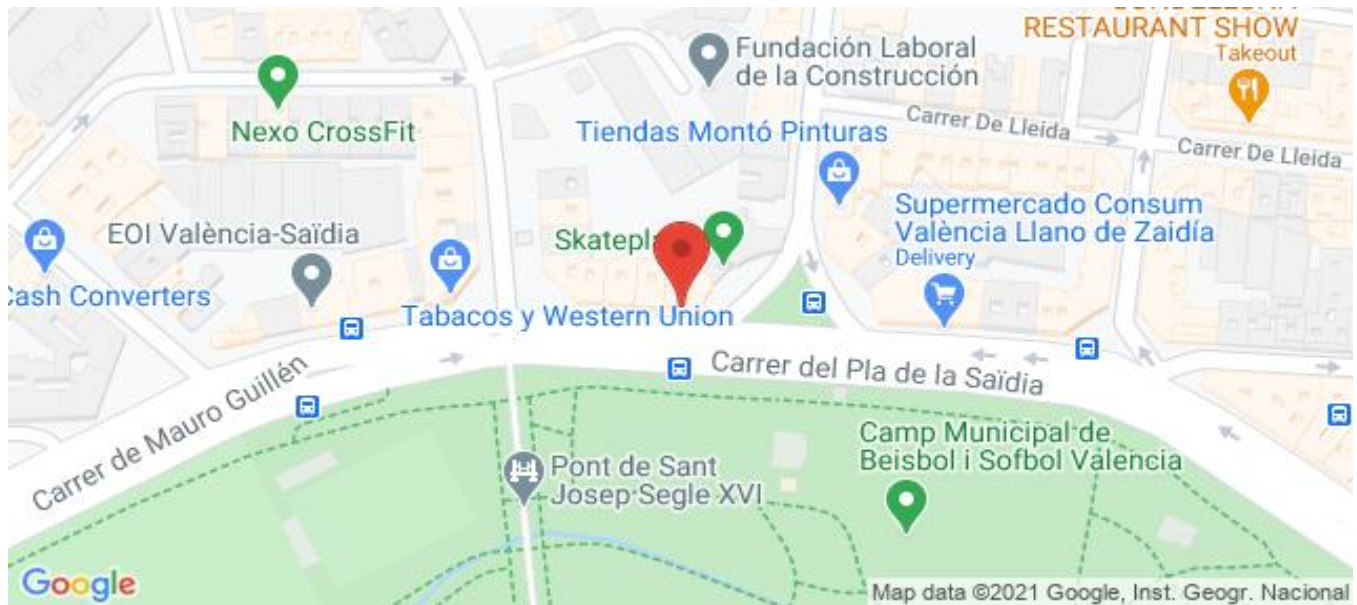 RESTAURANT SHOW
Takeout
Fundación Laboral
de la Construcción
Nexo CrossFit
Tiendas Montó Pinturas
Carrer De Lleida
Carrer De Lleida
EOI València-Saïdia
Supermercado Consum
València Llano de Zaidía
Delivery
Cash Converters
Tabacos y Western Union
Carrer del Pla de la Saïdia
Carrer de Mauro Guillén
Camp Municipal de
Beisbol i Sofbol Valencia
Pont de Sant
Josep Segle XVI
Google
Map data ©2021 Google, Inst. Geogr. Nacional